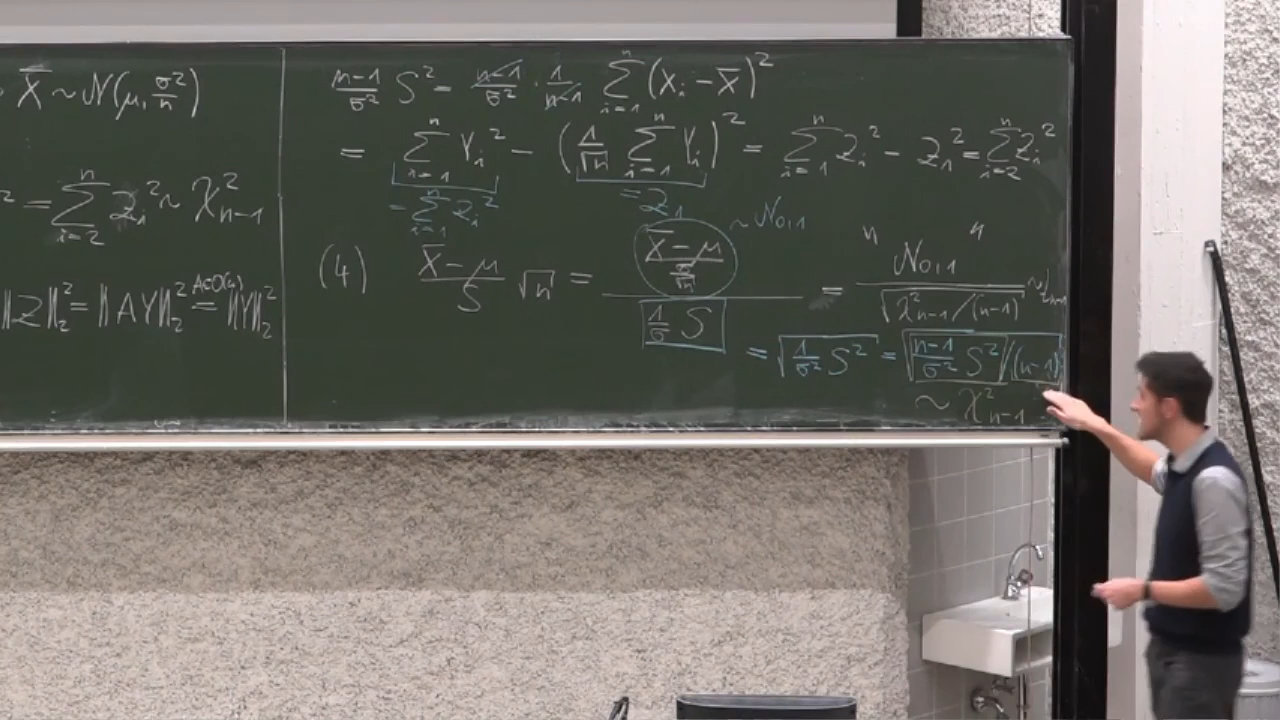 X̄ ~ N(μ, σ²/n)
² = Σ_{i=2}^n Z_i² ~ χ²_{n-1}
‖Z‖₂² = ‖AY‖₂² =^{A∈O(n)} ‖Y‖₂²
(n-1)/σ² S² = (n-1)/σ² · 1/(n-1) Σ_{i=1}^n (X_i - X̄)²
= Σ_{i=1}^n Y_i² - (1/√n Σ_{i=1}^n Y_i)² = Σ_{i=1}^n Z_i² - Z_1² = Σ_{i=2}^n Z_i²
= Σ_{i=1}^n Z_i² = Z_1
(4) (X̄ - μ)/S √n = ((X̄ - μ)/(σ/√n))/(1/σ S) = " N_{0,1} / √(χ²_{n-1}/(n-1)) " ~ t_{n-1}
~ N_{0,1}
= √(1/σ² S²) = √((n-1)/σ² S²/(n-1))
~ χ²_{n-1}